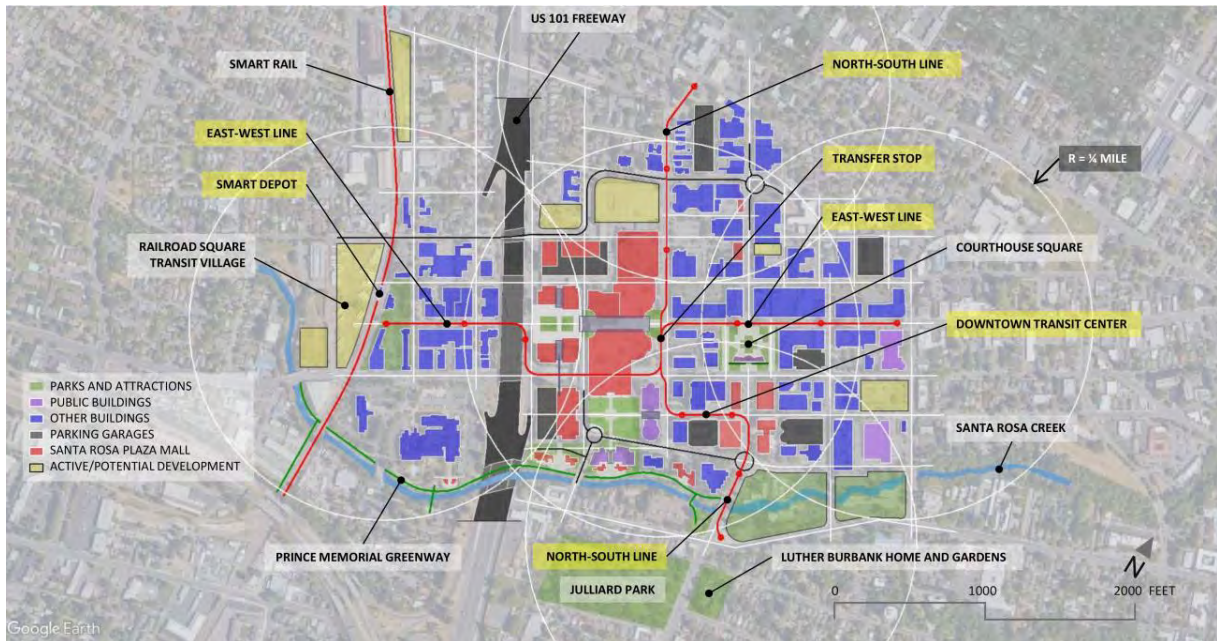 US 101 FREEWAY
SMART RAIL
NORTH-SOUTH LINE
EAST-WEST LINE
TRANSFER STOP
R = ¼ MILE
SMART DEPOT
EAST-WEST LINE
RAILROAD SQUARE
TRANSIT VILLAGE
COURTHOUSE SQUARE
DOWNTOWN TRANSIT CENTER
PARKS AND ATTRACTIONS
PUBLIC BUILDINGS
OTHER BUILDINGS
PARKING GARAGES
SANTA ROSA PLAZA MALL
ACTIVE/POTENTIAL DEVELOPMENT
SANTA ROSA CREEK
PRINCE MEMORIAL GREENWAY
NORTH-SOUTH LINE
LUTHER BURBANK HOME AND GARDENS
JULLIARD PARK
N
0 1000 2000 FEET
Google Earth